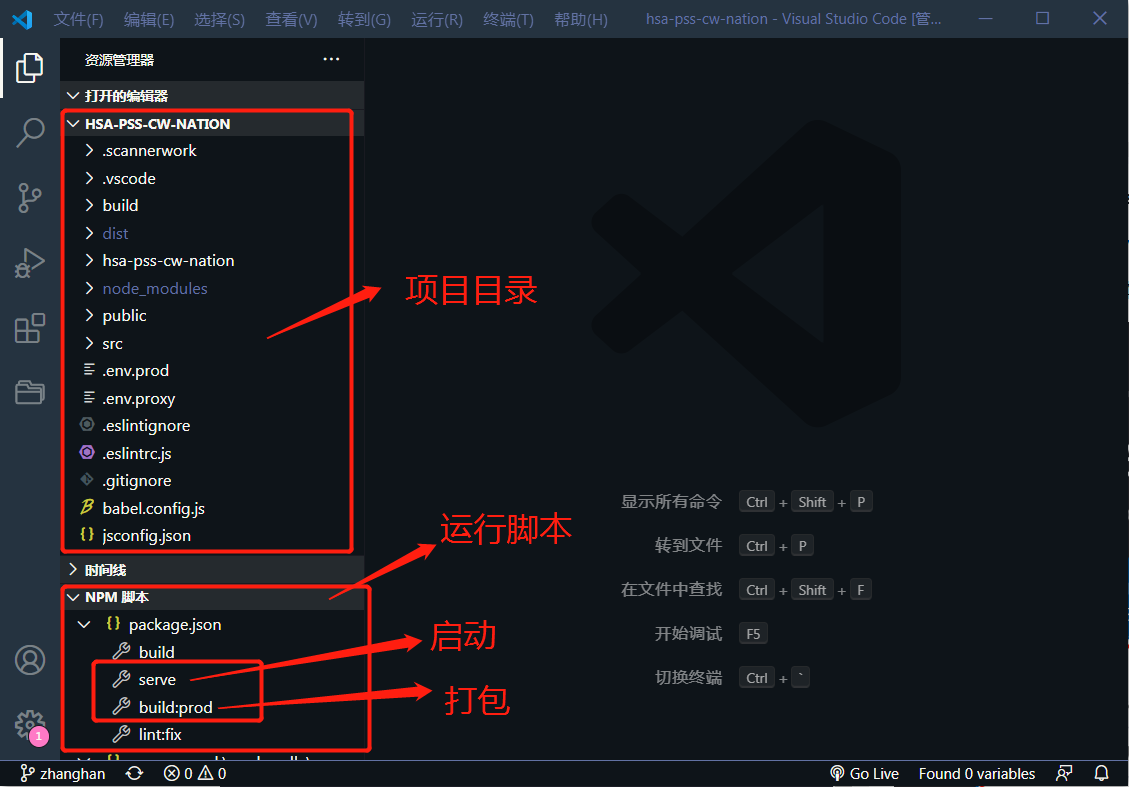 文件(F) 编辑(E) 选择(S) 查看(V) 转到(G) 运行(R) 终端(T) 帮助(H) hsa-pss-cw-nation - Visual Studio Code [管...
资源管理器 ...
打开的编辑器
HSA-PSS-CW-NATION
.scannerwork
.vscode
build
dist
hsa-pss-cw-nation
node_modules
public
src
.env.prod
.env.proxy
.eslintignore
.eslintrc.js
.gitignore
babel.config.js
{} jsconfig.json
时间线
NPM 脚本
{} package.json
build
serve
build:prod
lint:fix
项目目录
运行脚本
启动
打包
显示所有命令 Ctrl + Shift + P
转到文件 Ctrl + P
在文件中查找 Ctrl + Shift + F
开始调试 F5
切换终端 Ctrl + `
1
zhanghan 0 0 Go Live Found 0 variables